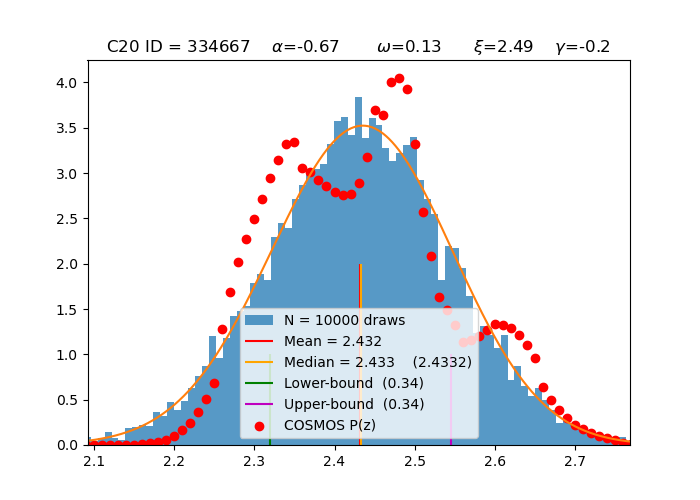 C20 ID = 334667 α=-0.67 ω=0.13 ξ=2.49 γ=-0.2
4.0
3.5
3.0
2.5
2.0
1.5
1.0
0.5
0.0
N = 10000 draws
Mean = 2.432
Median = 2.433 (2.4332)
Lower-bound (0.34)
Upper-bound (0.34)
COSMOS P(z)
2.1 2.2 2.3 2.4 2.5 2.6 2.7